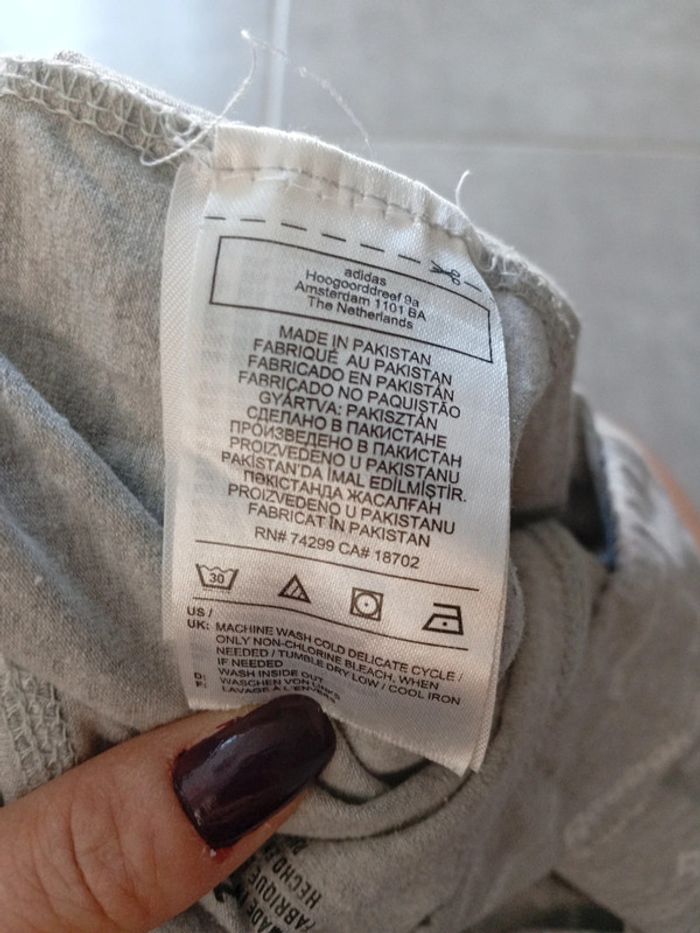 adidas
Hoogoorddreef 9a
Amsterdam 1101 BA
The Netherlands
MADE IN PAKISTAN
FABRIQUÉ AU PAKISTAN
FABRICADO EN PAKISTÁN
FABRICADO NO PAQUISTÃO
GYÁRTVA: PAKISZTÁN
СДЕЛАНО В ПАКИСТАНЕ
ПРОИЗВЕДЕНО В ПАКИСТАН
PROIZVEDENO U PAKISTANU
PAKİSTAN'DA İMAL EDİLMİŞTİR.
ПӘКІСТАНДА ЖАСАЛҒАН
PROIZVEDENO U PAKISTANU
FABRICAT ÎN PAKISTAN
RN# 74299 CA# 18702
30
US /
UK: MACHINE WASH COLD DELICATE CYCLE /
ONLY NON-CHLORINE BLEACH, WHEN
NEEDED / TUMBLE DRY LOW / COOL IRON
IF NEEDED
WASH INSIDE OUT
D: WASCHEN VON LINKS
F: LAVAGE A L'ENVERS
MADE
FABRIQUÉ
HECHO